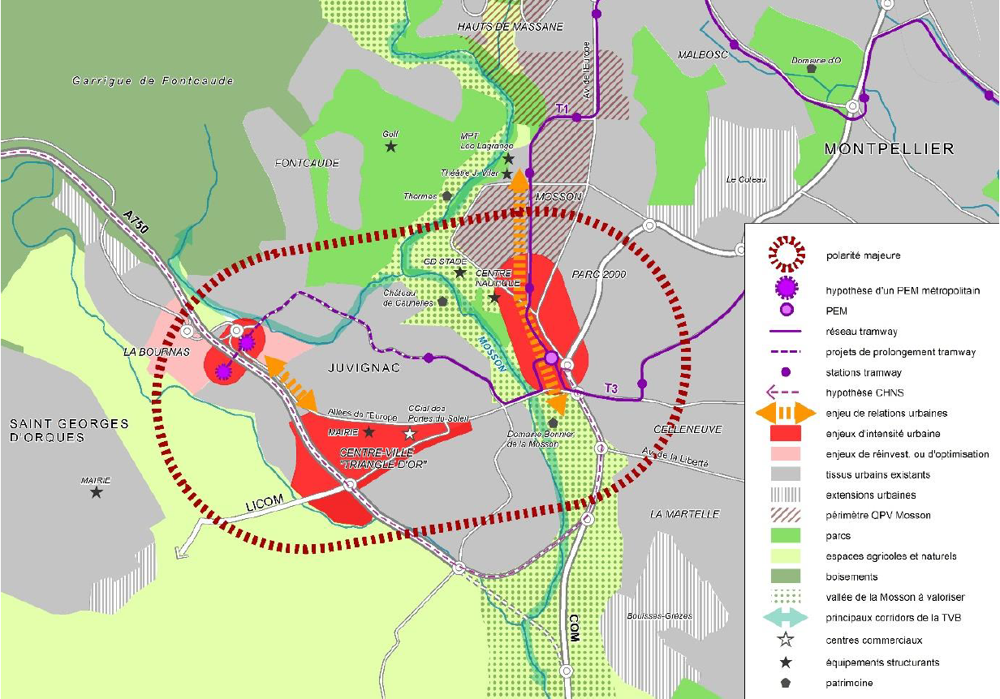 HAUTS DE MASSANE
Av. de l'Europe
MALBOSC
Domaine d'O
Garrigue de Fontcaude
T1
Golf
MPT
Léo Lagrange
MONTPELLIER
FONTCAUDE
Théâtre J. Vilar
Le Coteau
Thermes
MOSSON
A750
GD STADE
CENTRE
NAUTIQUE
PARC 2000
Château
de Caunelles
LA BOURNAS
JUVIGNAC
MOSSON
T3
Allées de l'Europe
CCial des
Portes du Soleil
SAINT GEORGES
D'ORQUES
MAIRIE
Domaine Bonnier
de la Mosson
CELLENEUVE
CENTRE-VILLE
"TRIANGLE D'OR"
Av. de la Liberté
MAIRIE
LICOM
LA MARTELLE
COM
Bouisses-Grèzes
polarité majeure
hypothèse d'un PEM métropolitain
PEM
réseau tramway
projets de prolongement tramway
stations tramway
hypothèse CHNS
enjeu de relations urbaines
enjeux d'intensité urbaine
enjeux de réinvest. ou d'optimisation
tissus urbains existants
extensions urbaines
périmètre QPV Mosson
parcs
espaces agricoles et naturels
boisements
vallée de la Mosson à valoriser
principaux corridors de la TVB
centres commerciaux
équipements structurants
patrimoine